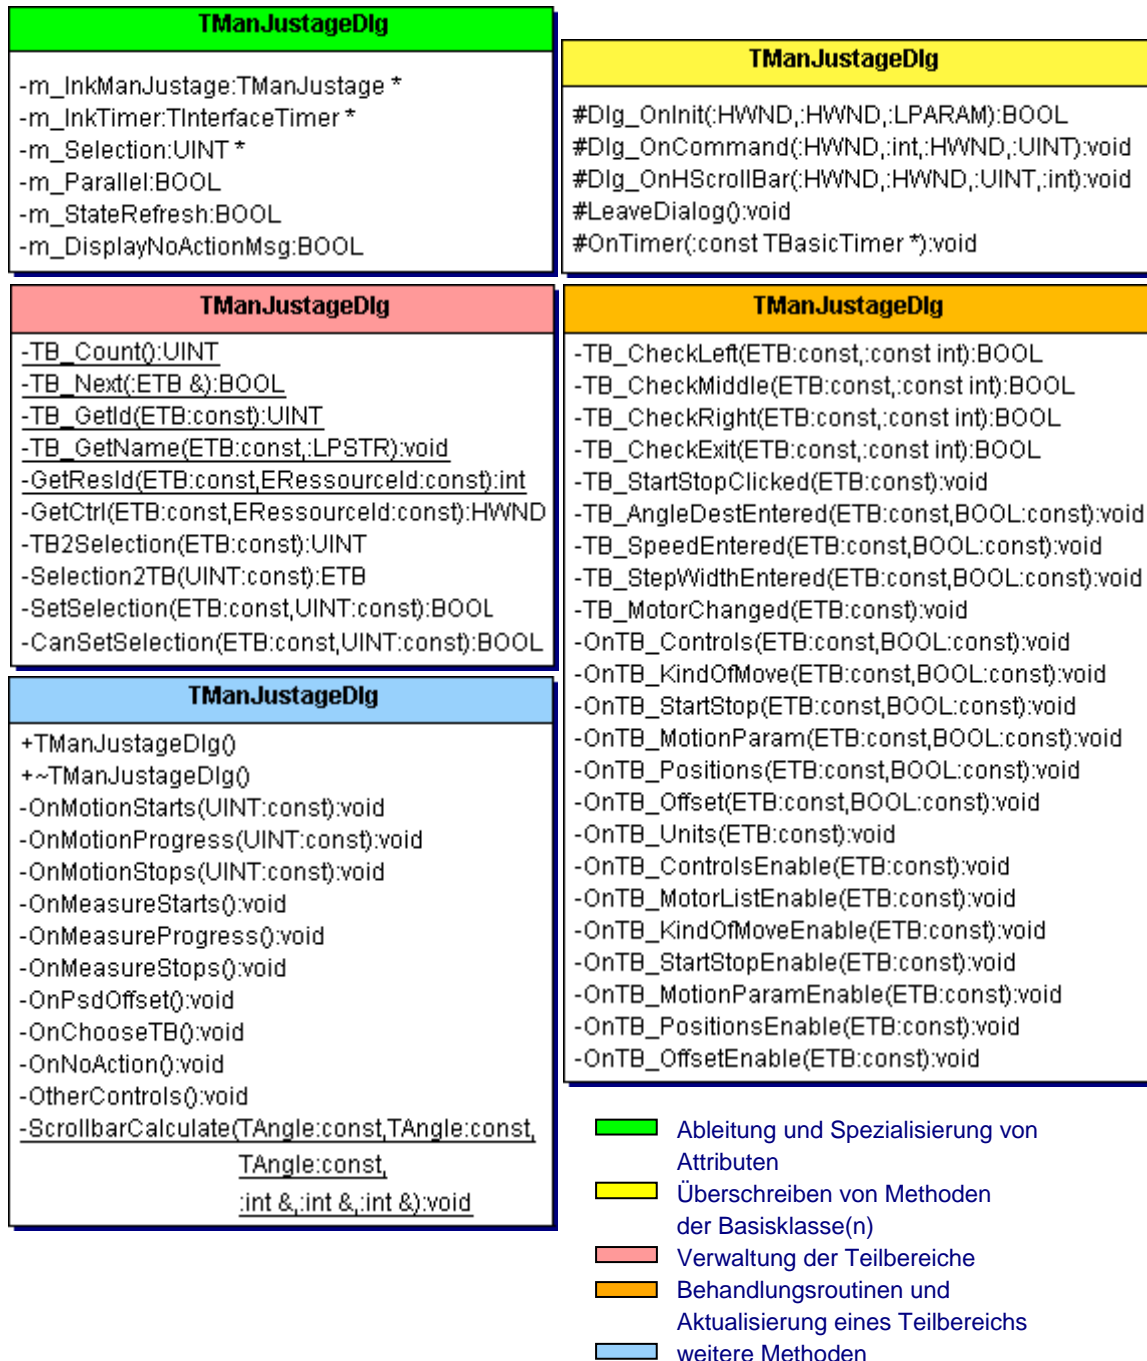 TManJustageDlg
-m_lnkManJustage:TManJustage *
-m_lnkTimer:TInterfaceTimer *
-m_Selection:UINT *
-m_Parallel:BOOL
-m_StateRefresh:BOOL
-m_DisplayNoActionMsg:BOOL
TManJustageDlg
#Dlg_OnInit(:HWND,:HWND,:LPARAM):BOOL
#Dlg_OnCommand(:HWND,:int,:HWND,:UINT):void
#Dlg_OnHScrollBar(:HWND,:HWND,:UINT,:int):void
#LeaveDialog():void
#OnTimer(:const TBasicTimer *):void
TManJustageDlg
-TB_Count():UINT
-TB_Next(:ETB &):BOOL
-TB_GetId(ETB:const):UINT
-TB_GetName(ETB:const,:LPSTR):void
-GetResId(ETB:const,ERessourceId:const):int
-GetCtrl(ETB:const,ERessourceId:const):HWND
-TB2Selection(ETB:const):UINT
-Selection2TB(UINT:const):ETB
-SetSelection(ETB:const,UINT:const):BOOL
-CanSetSelection(ETB:const,UINT:const):BOOL
TManJustageDlg
-TB_CheckLeft(ETB:const,:const int):BOOL
-TB_CheckMiddle(ETB:const,:const int):BOOL
-TB_CheckRight(ETB:const,:const int):BOOL
-TB_CheckExit(ETB:const,:const int):BOOL
-TB_StartStopClicked(ETB:const):void
-TB_AngleDestEntered(ETB:const,BOOL:const):void
-TB_SpeedEntered(ETB:const,BOOL:const):void
-TB_StepWidthEntered(ETB:const,BOOL:const):void
-TB_MotorChanged(ETB:const):void
-OnTB_Controls(ETB:const,BOOL:const):void
-OnTB_KindOfMove(ETB:const,BOOL:const):void
-OnTB_StartStop(ETB:const,BOOL:const):void
-OnTB_MotionParam(ETB:const,BOOL:const):void
-OnTB_Positions(ETB:const,BOOL:const):void
-OnTB_Offset(ETB:const,BOOL:const):void
-OnTB_Units(ETB:const):void
-OnTB_ControlsEnable(ETB:const):void
-OnTB_MotorListEnable(ETB:const):void
-OnTB_KindOfMoveEnable(ETB:const):void
-OnTB_StartStopEnable(ETB:const):void
-OnTB_MotionParamEnable(ETB:const):void
-OnTB_PositionsEnable(ETB:const):void
-OnTB_OffsetEnable(ETB:const):void
TManJustageDlg
+TManJustageDlg()
+~TManJustageDlg()
-OnMotionStarts(UINT:const):void
-OnMotionProgress(UINT:const):void
-OnMotionStops(UINT:const):void
-OnMeasureStarts():void
-OnMeasureProgress():void
-OnMeasureStops():void
-OnPsdOffset():void
-OnChooseTB():void
-OnNoAction():void
-OtherControls():void
-ScrollbarCalculate(TAngle:const,TAngle:const,
TAngle:const,
:int &,:int &,:int &):void
Ableitung und Spezialisierung von
Attributen
Überschreiben von Methoden
der Basisklasse(n)
Verwaltung der Teilbereiche
Behandlungsroutinen und
Aktualisierung eines Teilbereichs
weitere Methoden